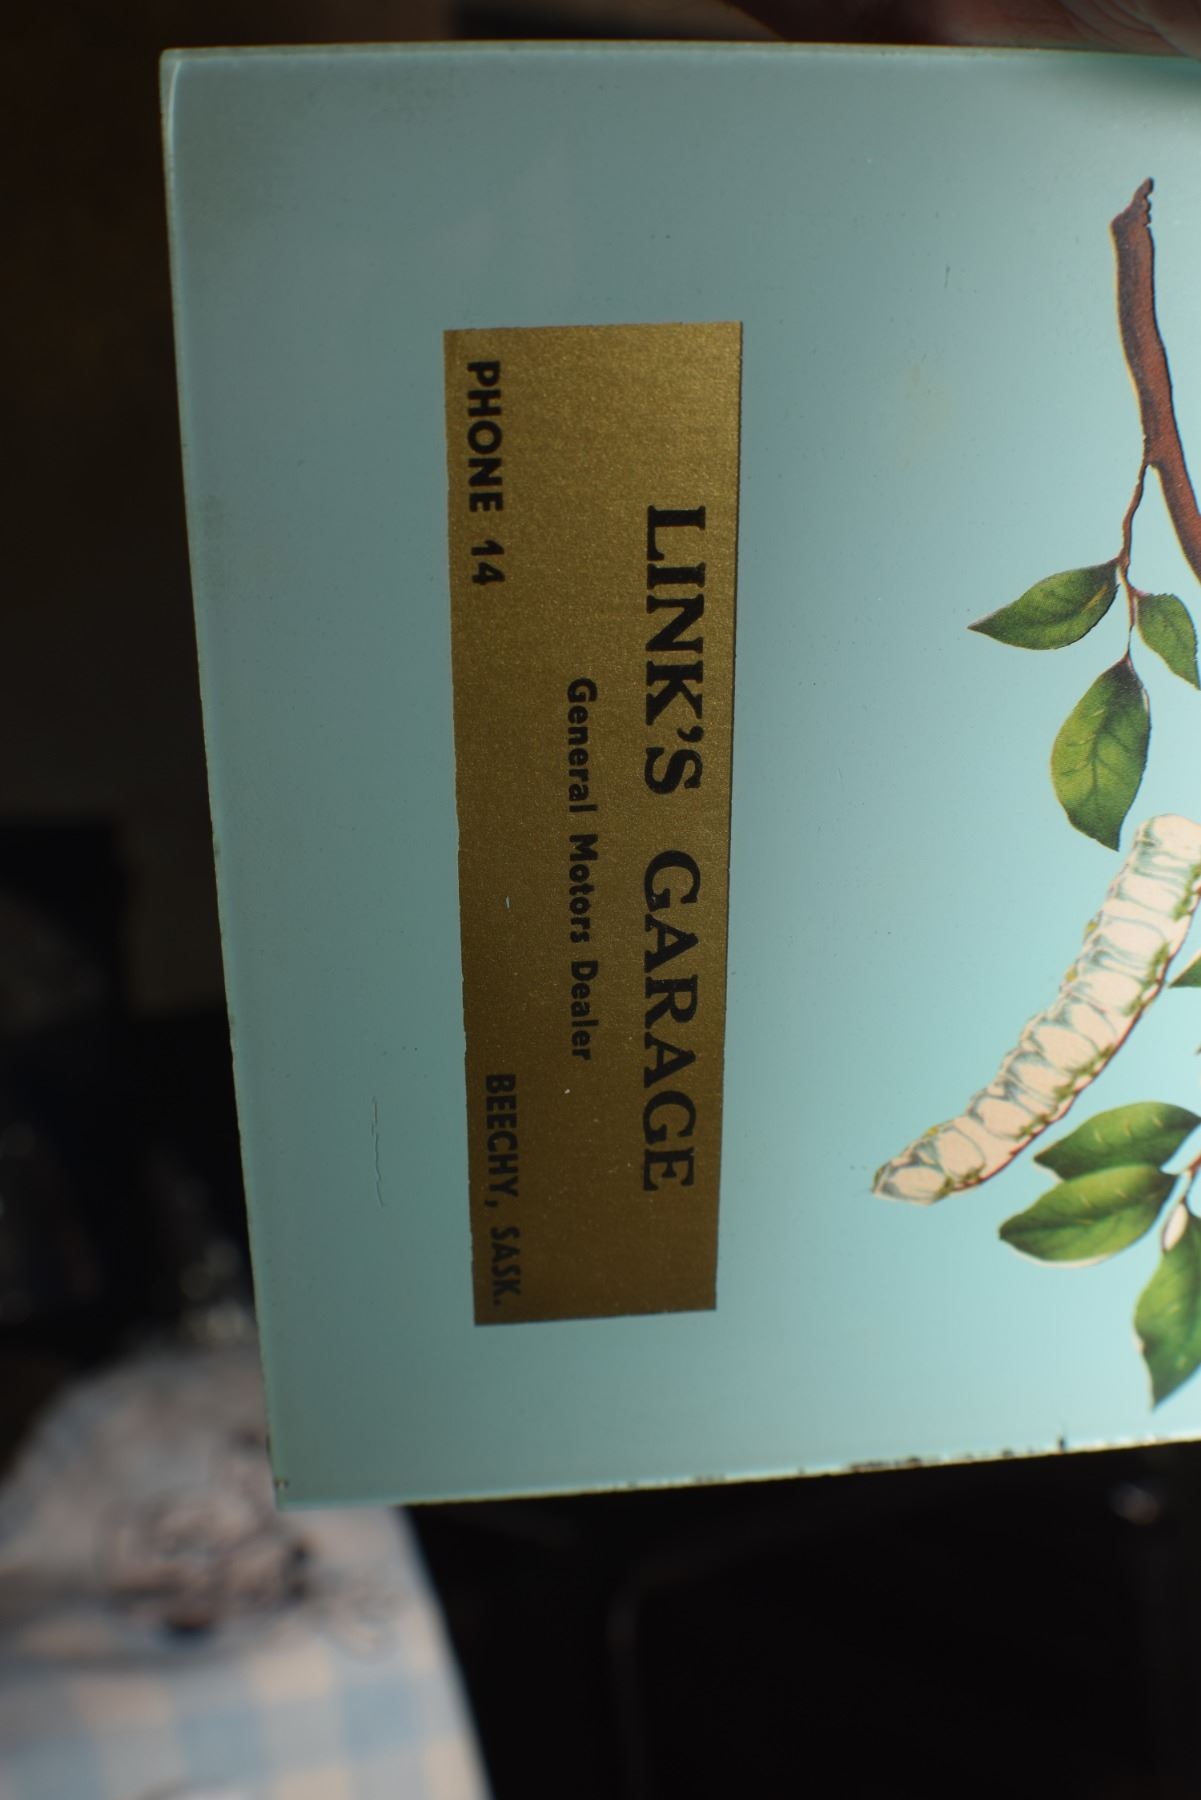 LINK'S GARAGE
General Motors Dealer
PHONE 14 BEECHY, SASK.